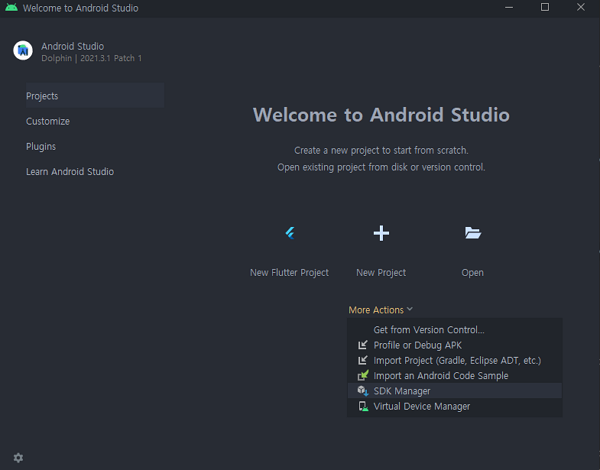 Welcome to Android Studio
Android Studio
Dolphin | 2021.3.1 Patch 1
Projects
Customize
Plugins
Learn Android Studio
Welcome to Android Studio
Create a new project to start from scratch.
Open existing project from disk or version control.
New Flutter Project
New Project
Open
More Actions
Get from Version Control...
Profile or Debug APK
Import Project (Gradle, Eclipse ADT, etc.)
Import an Android Code Sample
SDK Manager
Virtual Device Manager